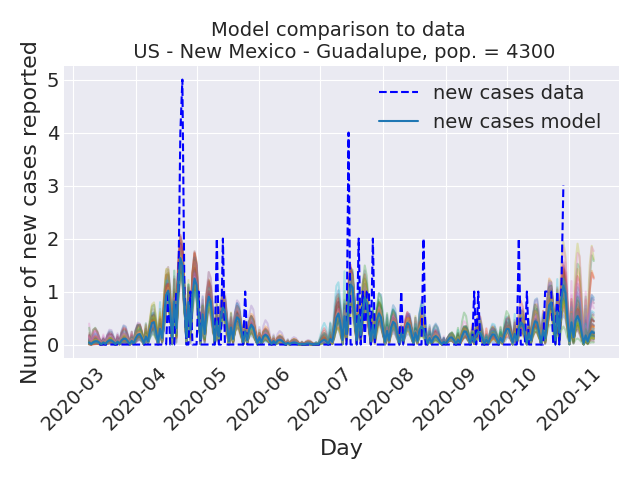 Model comparison to data
US - New Mexico - Guadalupe, pop. = 4300
Number of new cases reported
5
4
3
2
1
0
new cases data
new cases model
2020-03
2020-04
2020-05
2020-06
2020-07
2020-08
2020-09
2020-10
2020-11
Day